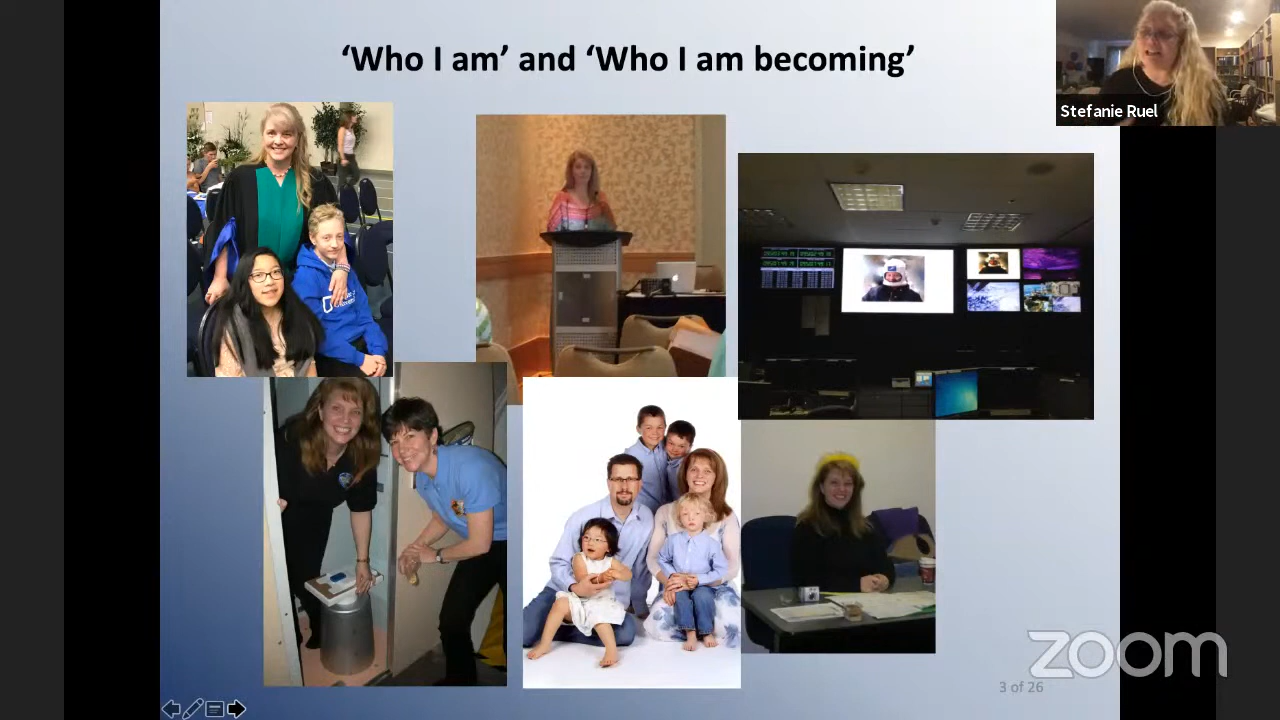 ‘Who I am’ and ‘Who I am becoming’
Stefanie Ruel
3 of 26
zoom